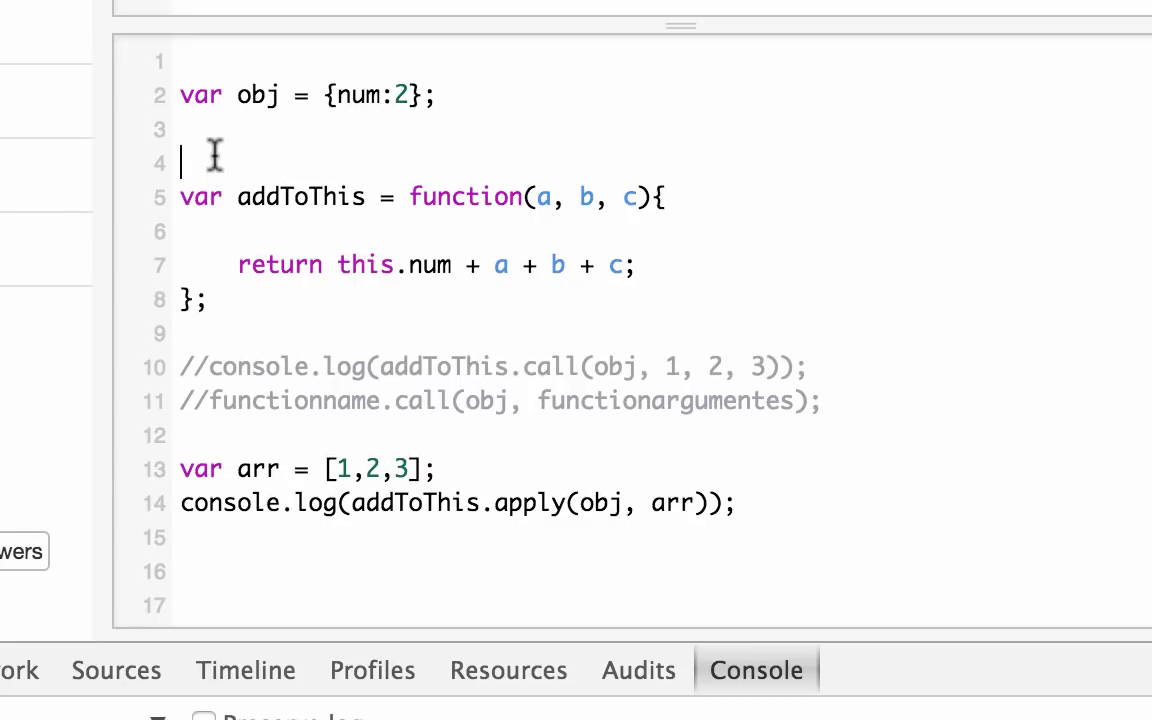 1
2 var obj = {num:2};
3
4
5 var addToThis = function(a, b, c){
6
7 return this.num + a + b + c;
8 };
9
10 //console.log(addToThis.call(obj, 1, 2, 3));
11 //functionname.call(obj, functionargumentes);
12
13 var arr = [1,2,3];
14 console.log(addToThis.apply(obj, arr));
15
wers
16
17
ork Sources Timeline Profiles Resources Audits Console
Preserve log